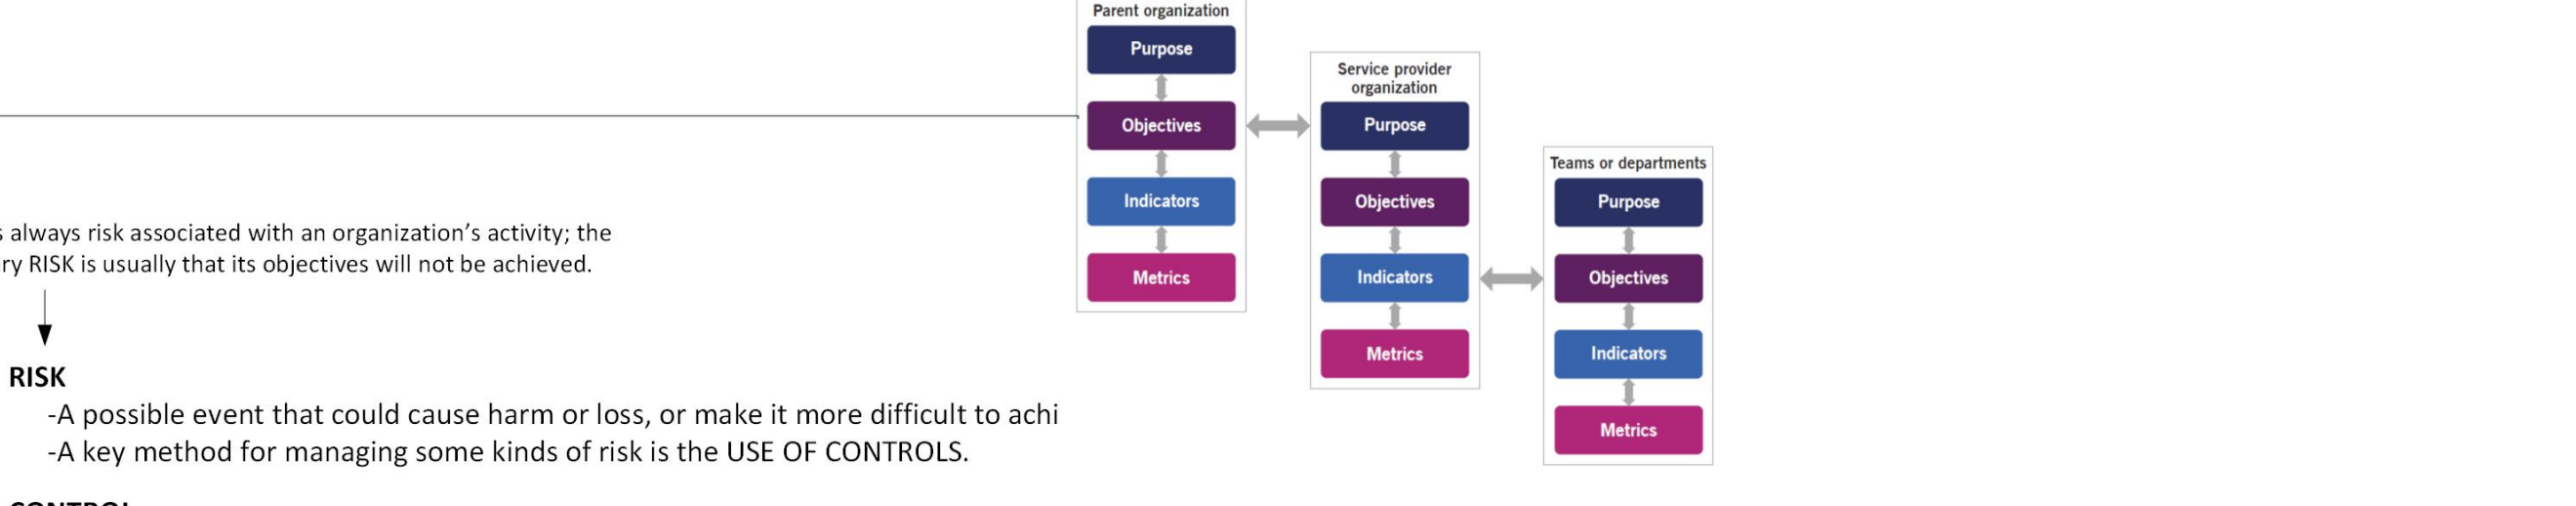 Parent organization
Purpose
Objectives
Indicators
Metrics
Service provider
organization
Purpose
Objectives
Indicators
Metrics
Teams or departments
Purpose
Objectives
Indicators
Metrics
always risk associated with an organization’s activity; the
RISK is usually that its objectives will not be achieved.
RISK
-A possible event that could cause harm or loss, or make it more difficult to achi
-A key method for managing some kinds of risk is the USE OF CONTROLS.